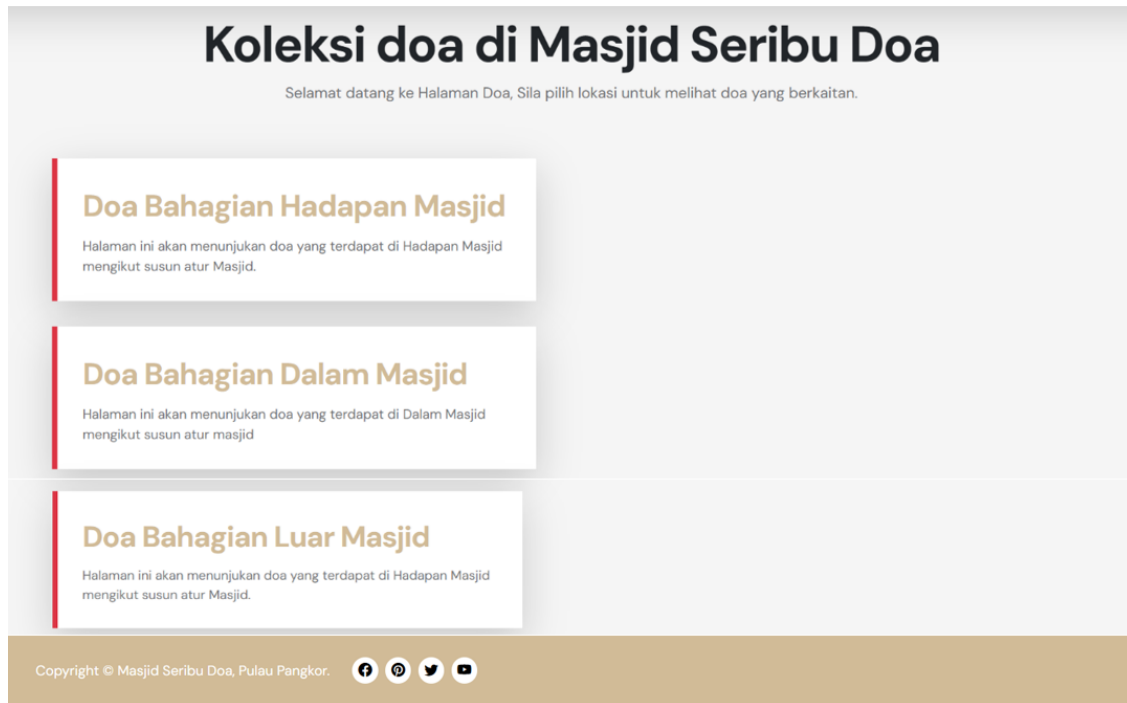 Koleksi doa di Masjid Seribu Doa
Selamat datang ke Halaman Doa, Sila pilih lokasi untuk melihat doa yang berkaitan.
Doa Bahagian Hadapan Masjid
Halaman ini akan menunjukan doa yang terdapat di Hadapan Masjid
mengikut susun atur Masjid.
Doa Bahagian Dalam Masjid
Halaman ini akan menunjukan doa yang terdapat di Dalam Masjid
mengikut susun atur masjid
Doa Bahagian Luar Masjid
Halaman ini akan menunjukan doa yang terdapat di Hadapan Masjid
mengikut susun atur Masjid.
Copyright © Masjid Seribu Doa, Pulau Pangkor.